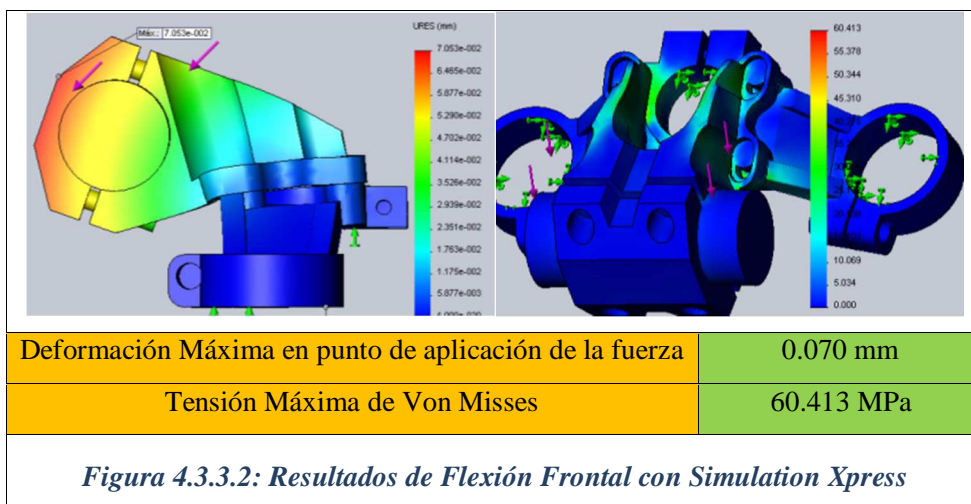 Máx.: 7.053e-002
URES (mm)
7.053e-002
6.465e-002
5.877e-002
5.290e-002
4.702e-002
4.114e-002
3.526e-002
2.939e-002
2.351e-002
1.763e-002
1.175e-002
5.877e-003
60.413
55.378
50.344
45.310
10.069
5.034
0.000
Deformación Máxima en punto de aplicación de la fuerza 0.070 mm
Tensión Máxima de Von Misses 60.413 MPa
Figura 4.3.3.2: Resultados de Flexión Frontal con Simulation Xpress